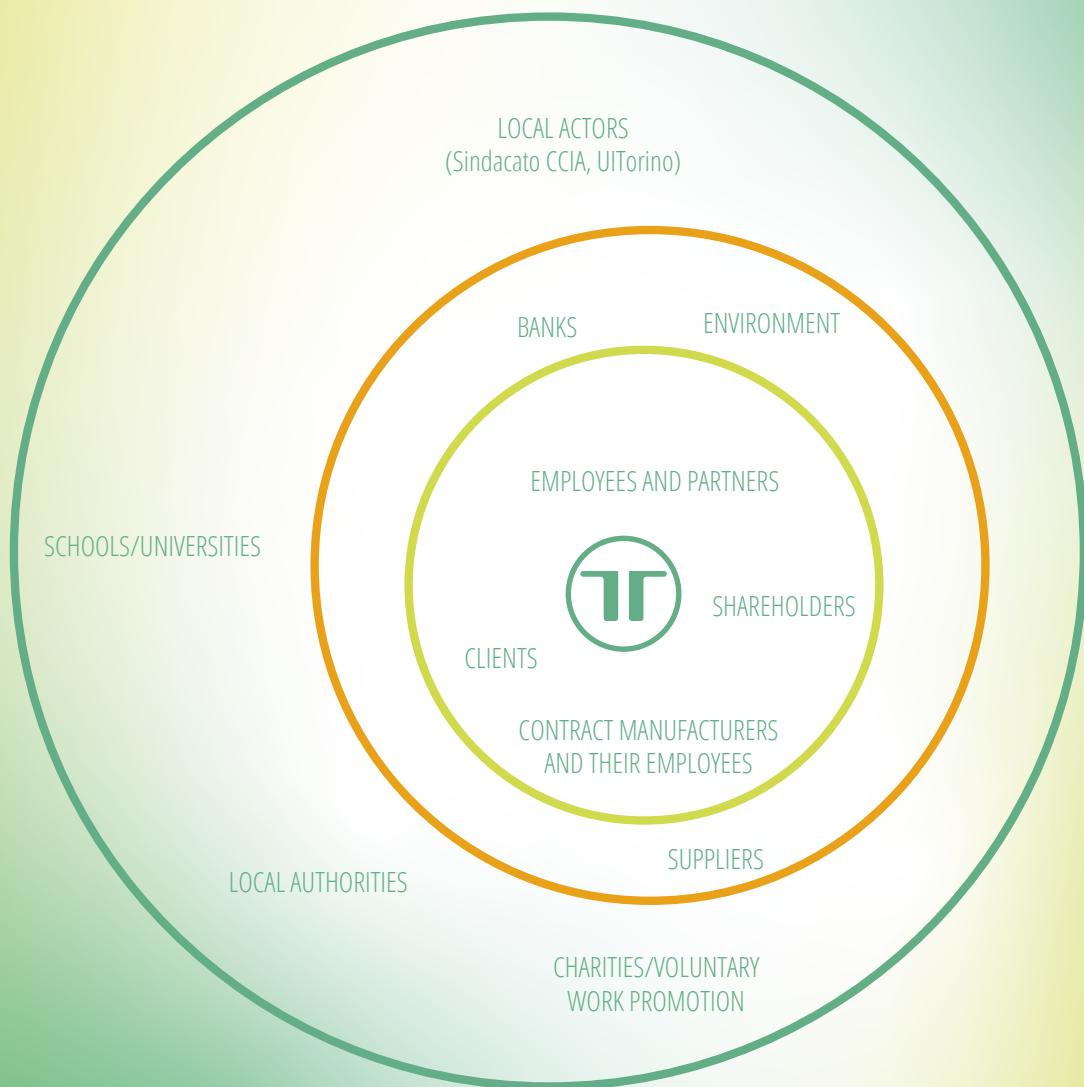 LOCAL ACTORS
(Sindacato CCIA, UITorino)
BANKS
ENVIRONMENT
EMPLOYEES AND PARTNERS
SCHOOLS/UNIVERSITIES
SHAREHOLDERS
CLIENTS
CONTRACT MANUFACTURERS
AND THEIR EMPLOYEES
SUPPLIERS
LOCAL AUTHORITIES
CHARITIES/VOLUNTARY
WORK PROMOTION